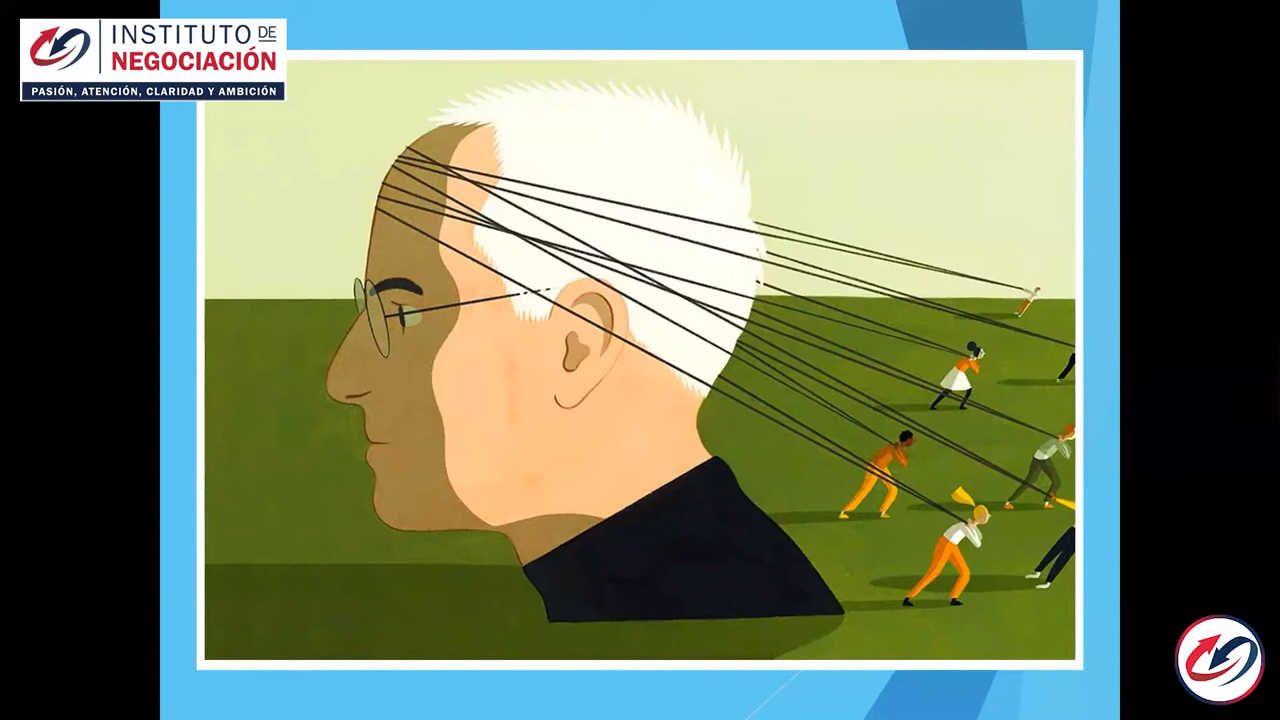 INSTITUTO DE
NEGOCIACIÓN
PASIÓN, ATENCIÓN, CLARIDAD Y AMBICIÓN